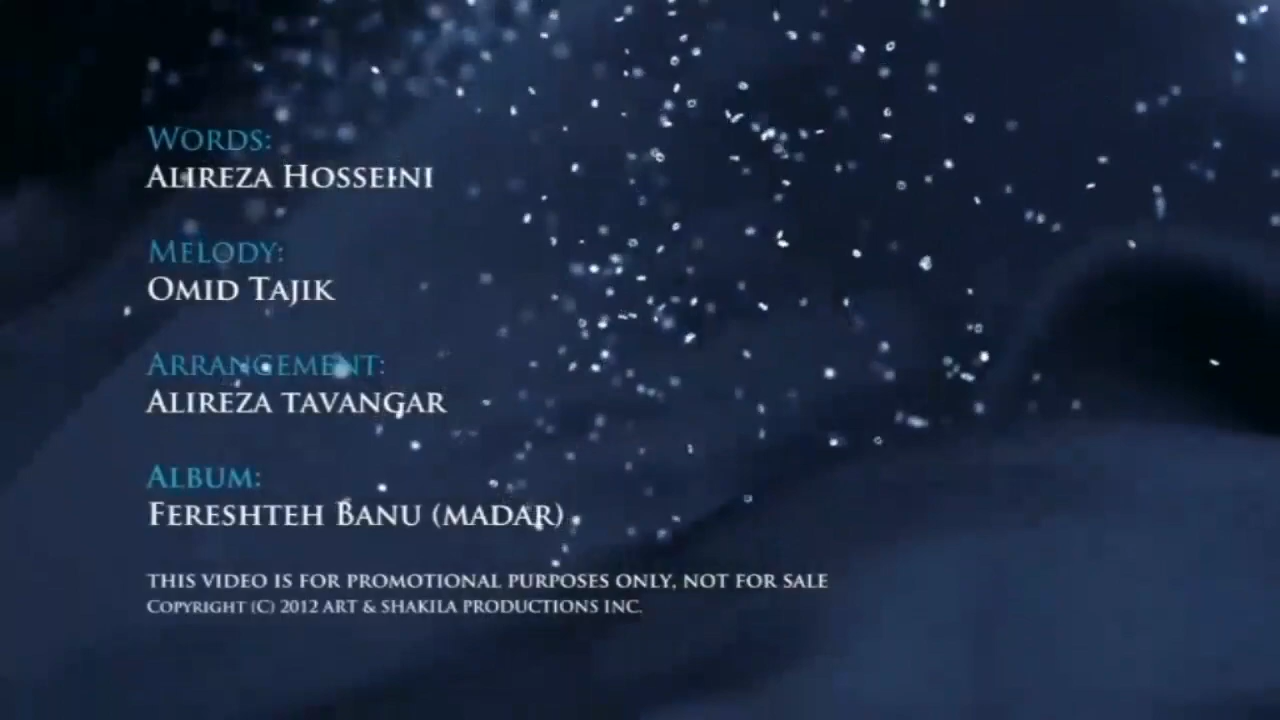 WORDS:
ALIREZA HOSSEINI
MELODY:
OMID TAJIK
ARRANGEMENT:
ALIREZA TAVANGAR
ALBUM:
FERESHTEH BANU (MADAR)
THIS VIDEO IS FOR PROMOTIONAL PURPOSES ONLY, NOT FOR SALE
COPYRIGHT (C) 2012 ART & SHAKILA PRODUCTIONS INC.